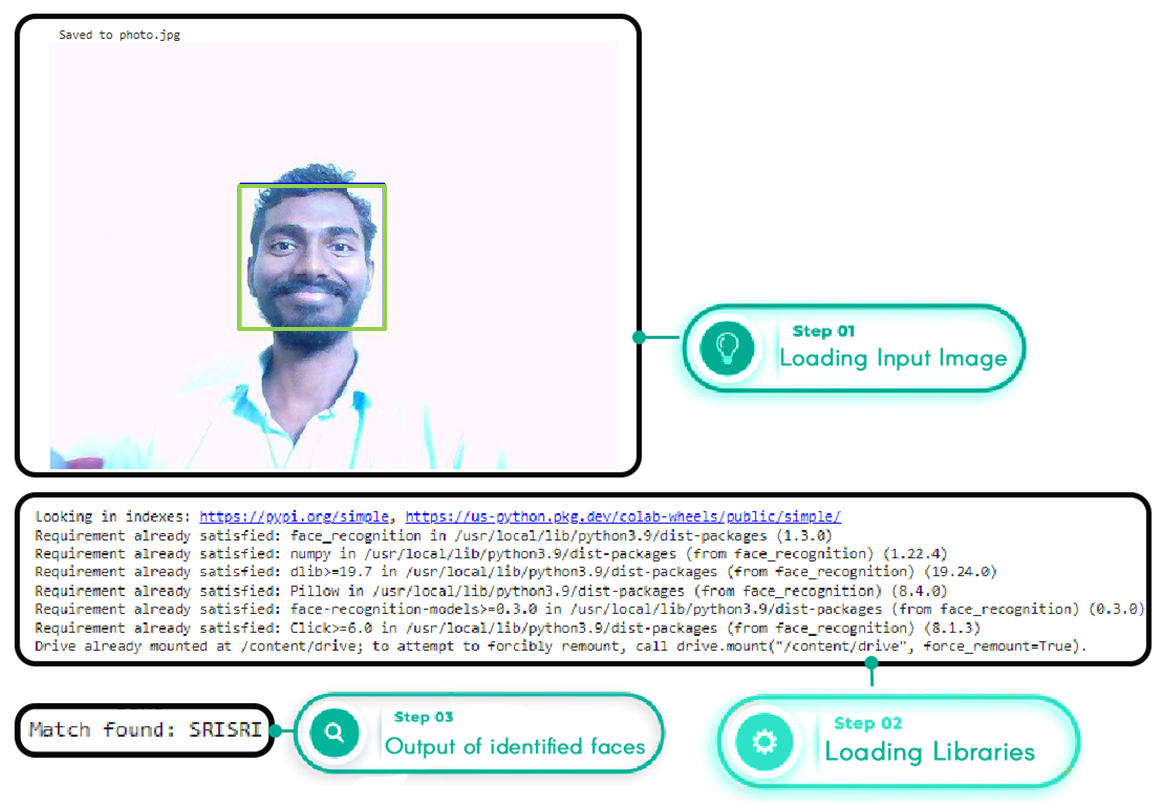 Saved to photo.jpg
Step 01
Loading Input Image
Looking in indexes: https://pypi.org/simple, https://us-python.pkg.dev/colab-wheels/public/simple/
Requirement already satisfied: face_recognition in /usr/local/lib/python3.9/dist-packages (1.3.0)
Requirement already satisfied: numpy in /usr/local/lib/python3.9/dist-packages (from face_recognition) (1.22.4)
Requirement already satisfied: dlib>=19.7 in /usr/local/lib/python3.9/dist-packages (from face_recognition) (19.24.0)
Requirement already satisfied: Pillow in /usr/local/lib/python3.9/dist-packages (from face_recognition) (8.4.0)
Requirement already satisfied: face-recognition-models>=0.3.0 in /usr/local/lib/python3.9/dist-packages (from face_recognition) (0.3.0)
Requirement already satisfied: Click>=6.0 in /usr/local/lib/python3.9/dist-packages (from face_recognition) (8.1.3)
Drive already mounted at /content/drive; to attempt to forcibly remount, call drive.mount("/content/drive", force_remount=True).
Match found: SRISRI
Step 03
Output of identified faces
Step 02
Loading Libraries